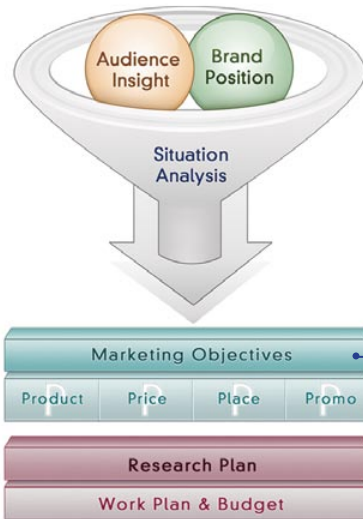 Audience Brand
Insight Position
Situation
Analysis
Marketing Objectives
Product Price Place Promo
P P P P
Research Plan
Work Plan & Budget